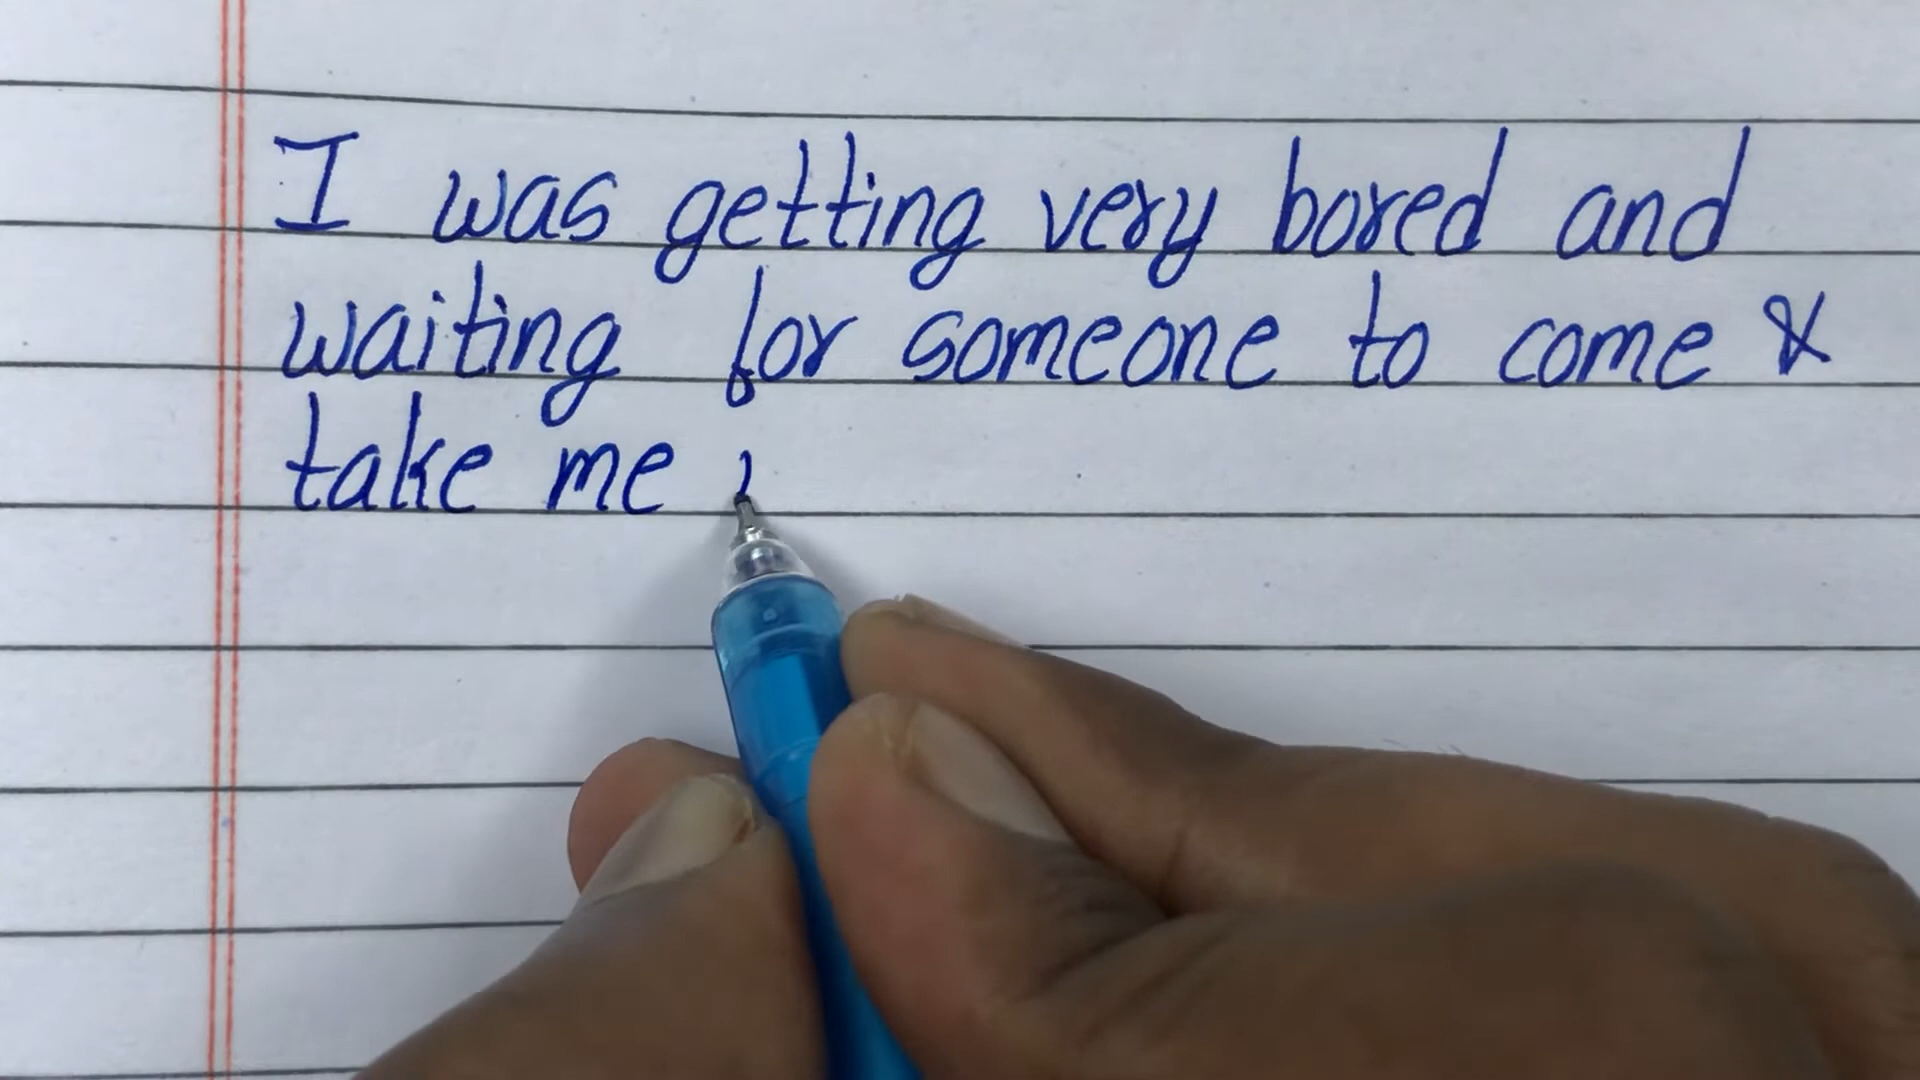 I was getting very bored and
waiting for someone to come &
take me